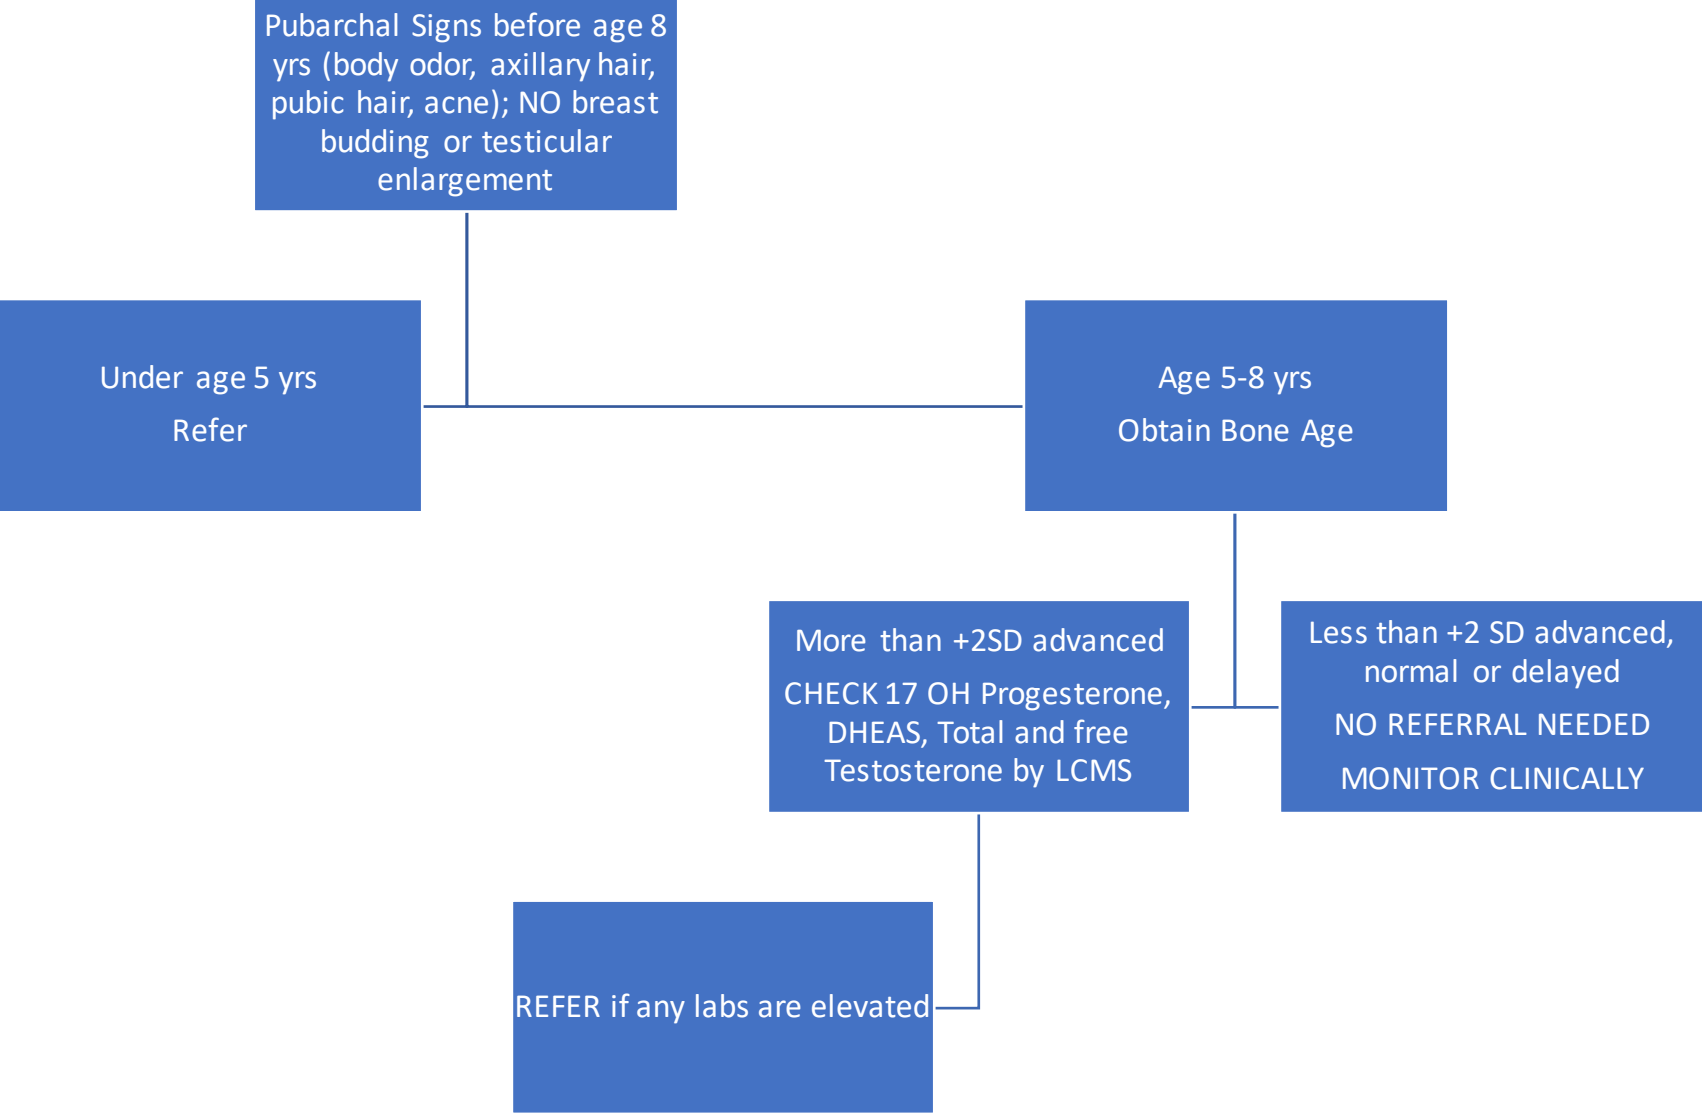 Pubarchal Signs before age 8
yrs (body odor, axillary hair,
pubic hair, acne); NO breast
budding or testicular
enlargement
Under age 5 yrs
Refer
Age 5-8 yrs
Obtain Bone Age
More than +2SD advanced
CHECK 17 OH Progesterone,
DHEAS, Total and free
Testosterone by LCMS
Less than +2 SD advanced,
normal or delayed
NO REFERRAL NEEDED
MONITOR CLINICALLY
REFER if any labs are elevated